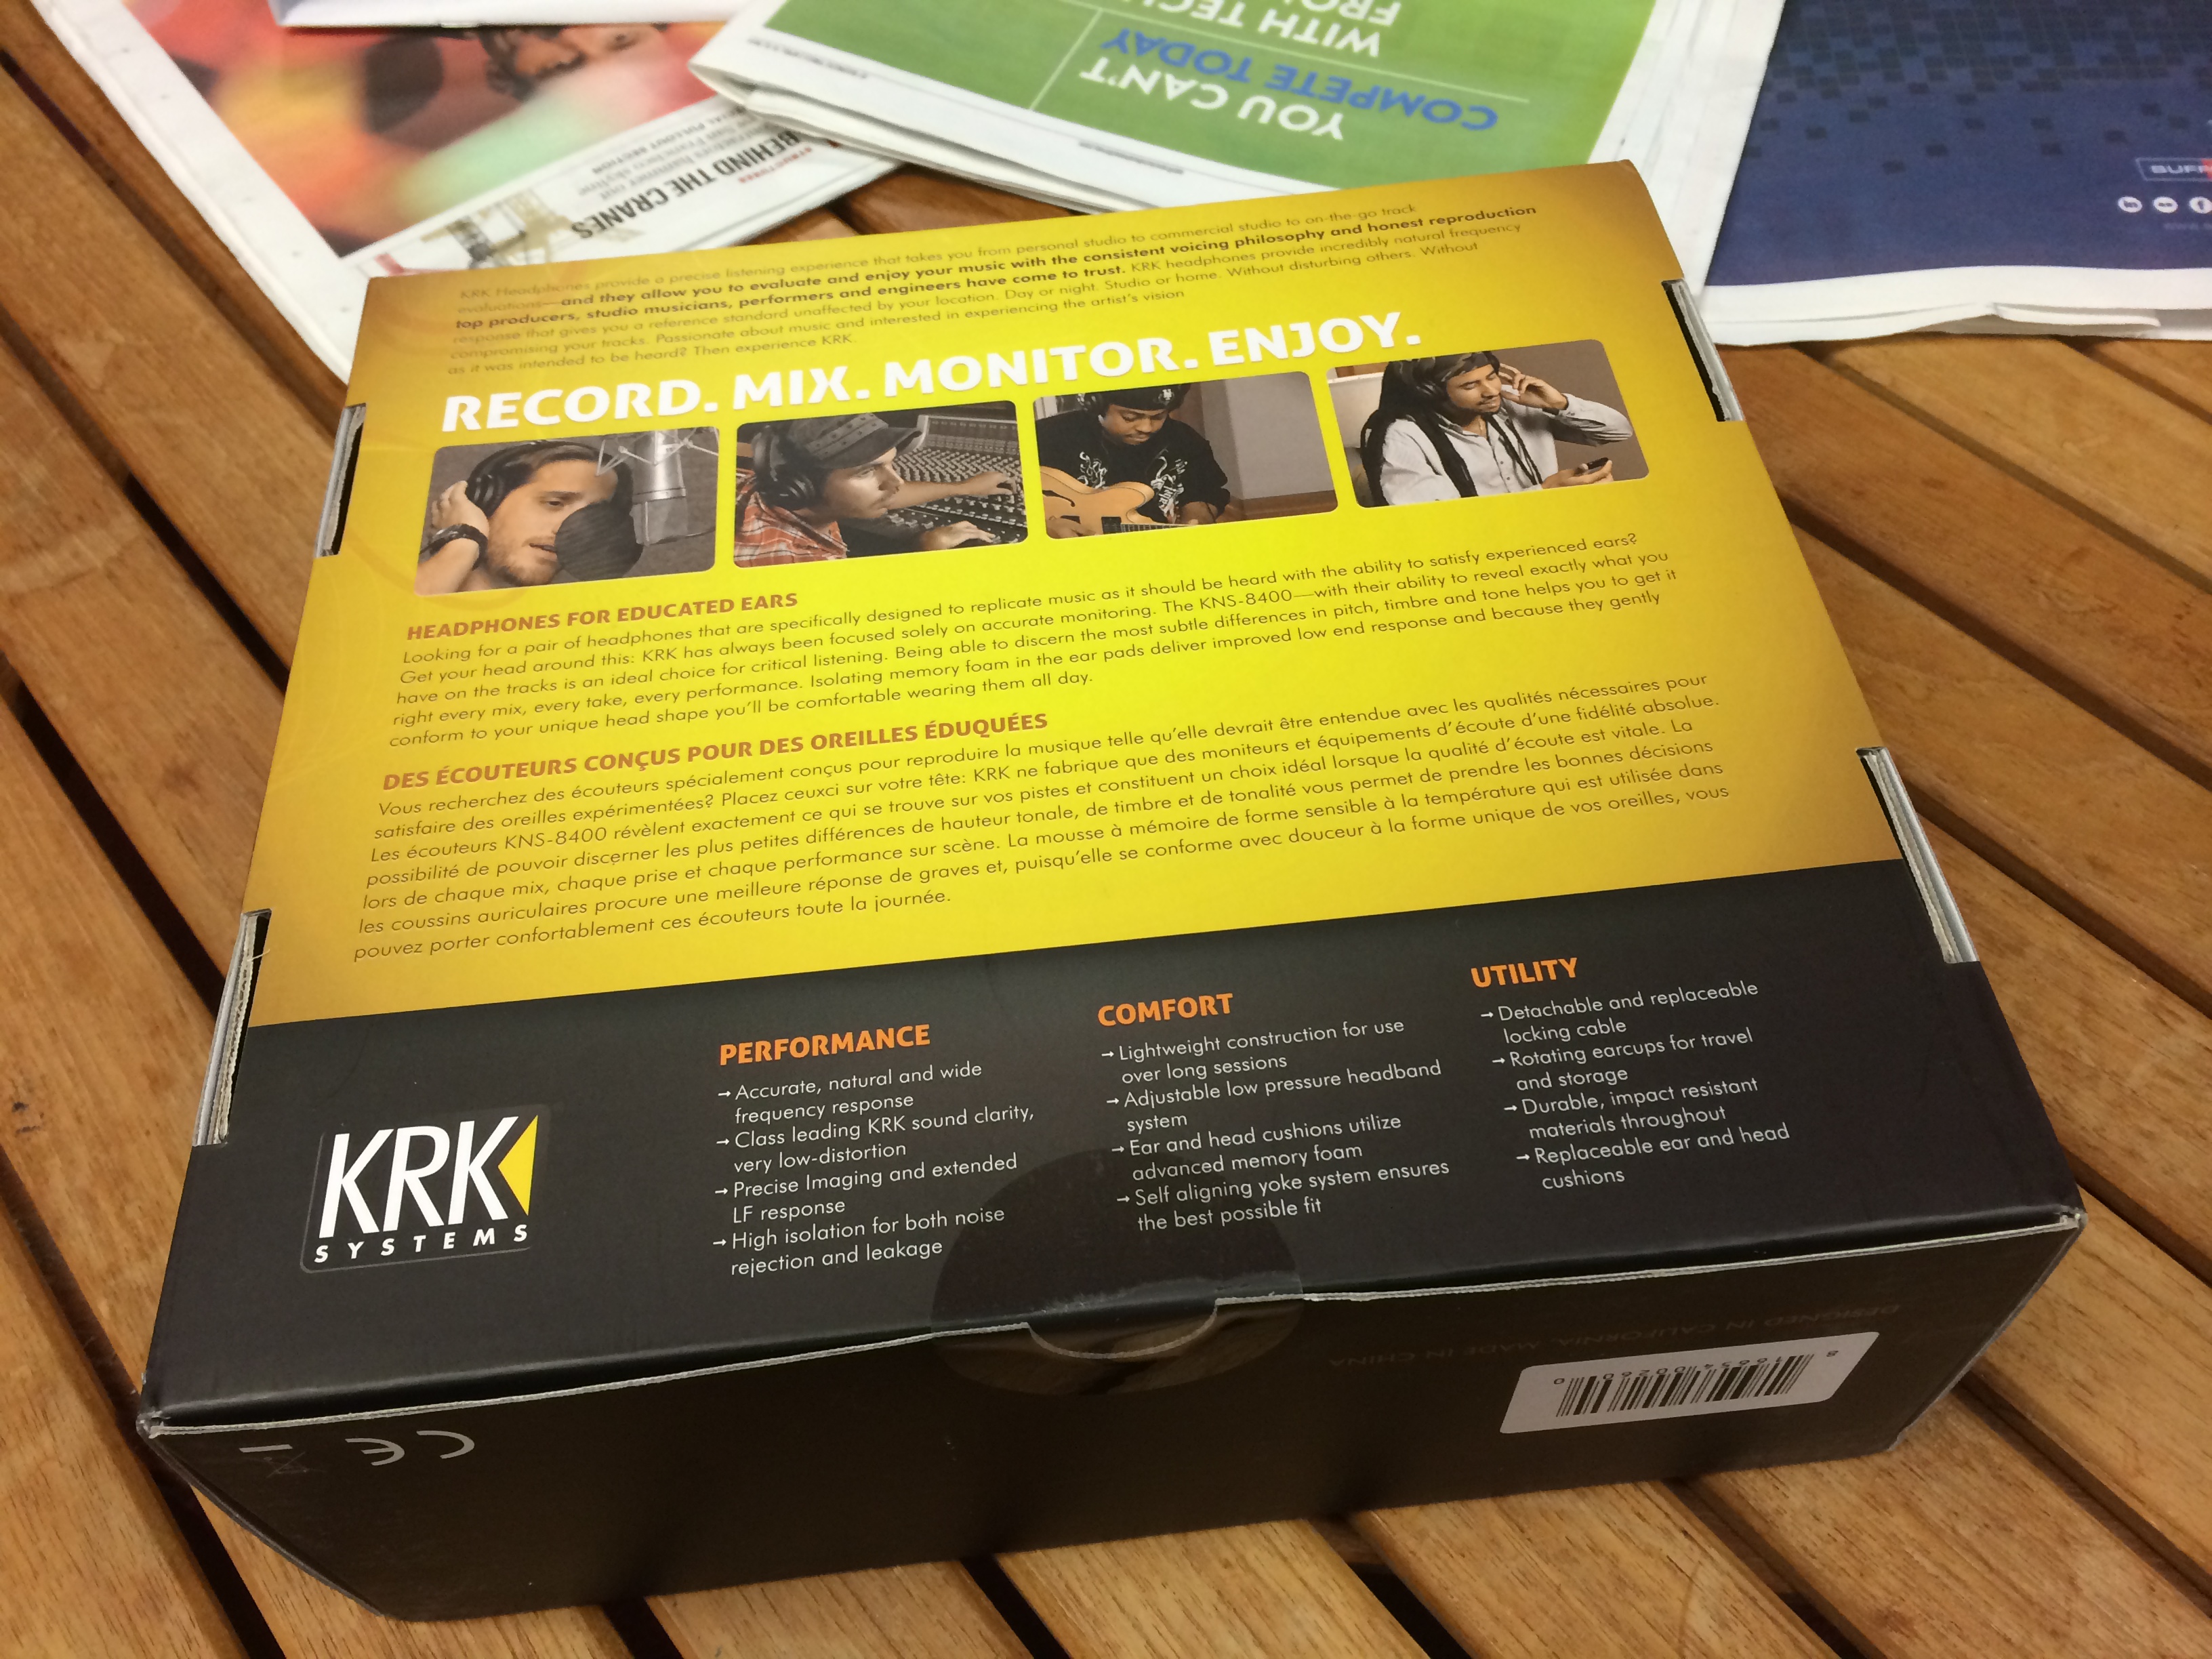 BEHIND THE CRANES
YOU CAN'T
COMPETE TODAY
WITH TECH
FRO
BUFF
KRK Headphones provide a precise listening experience that takes you from personal studio to commercial studio to on-the-go track
evaluations—and they allow you to evaluate and enjoy your music with the consistent voicing philosophy and honest reproduction
top producers, studio musicians, performers and engineers have come to trust. KRK headphones provide incredibly natural frequency
response that gives you a reference standard unaffected by your location. Day or night. Studio or home. Without disturbing others. Without
compromising your tracks. Passionate about music and interested in experiencing the artist's vision
as it was intended to be heard? Then experience KRK.
RECORD. MIX. MONITOR. ENJOY.
HEADPHONES FOR EDUCATED EARS
Looking for a pair of headphones that are specifically designed to replicate music as it should be heard with the ability to satisfy experienced ears?
Get your head around this: KRK has always been focused solely on accurate monitoring. The KNS-8400—with their ability to reveal exactly what you
have on the tracks is an ideal choice for critical listening. Being able to discern the most subtle differences in pitch, timbre and tone helps you to get it
right every mix, every take, every performance. Isolating memory foam in the ear pads deliver improved low end response and because they gently
conform to your unique head shape you'll be comfortable wearing them all day.
DES ÉCOUTEURS CONÇUS POUR DES OREILLES ÉDUQUÉES
Vous recherchez des écouteurs spécialement conçus pour reproduire la musique telle qu'elle devrait être entendue avec les qualités nécessaires pour
satisfaire des oreilles expérimentées? Placez ceuxci sur votre tête: KRK ne fabrique que des moniteurs et équipements d'écoute d'une fidélité absolue.
Les écouteurs KNS-8400 révèlent exactement ce qui se trouve sur vos pistes et constituent un choix idéal lorsque la qualité d'écoute est vitale. La
possibilité de pouvoir discerner les plus petites différences de hauteur tonale, de timbre et de tonalité vous permet de prendre les bonnes décisions
lors de chaque mix, chaque prise et chaque performance sur scène. La mousse à mémoire de forme sensible à la température qui est utilisée dans
les coussins auriculaires procure une meilleure réponse de graves et, puisqu'elle se conforme avec douceur à la forme unique de vos oreilles, vous
pouvez porter confortablement ces écouteurs toute la journée.
KRK
SYSTEMS
PERFORMANCE
→ Accurate, natural and wide
frequency response
→ Class leading KRK sound clarity,
very low-distortion
→ Precise Imaging and extended
LF response
→ High isolation for both noise
rejection and leakage
COMFORT
→ Lightweight construction for use
over long sessions
→ Adjustable low pressure headband
system
→ Ear and head cushions utilize
advanced memory foam
→ Self aligning yoke system ensures
the best possible fit
UTILITY
→ Detachable and replaceable
locking cable
→ Rotating earcups for travel
and storage
→ Durable, impact resistant
materials throughout
→ Replaceable ear and head
cushions
DESIGNED IN CALIFORNIA, MADE IN CHINA
CE